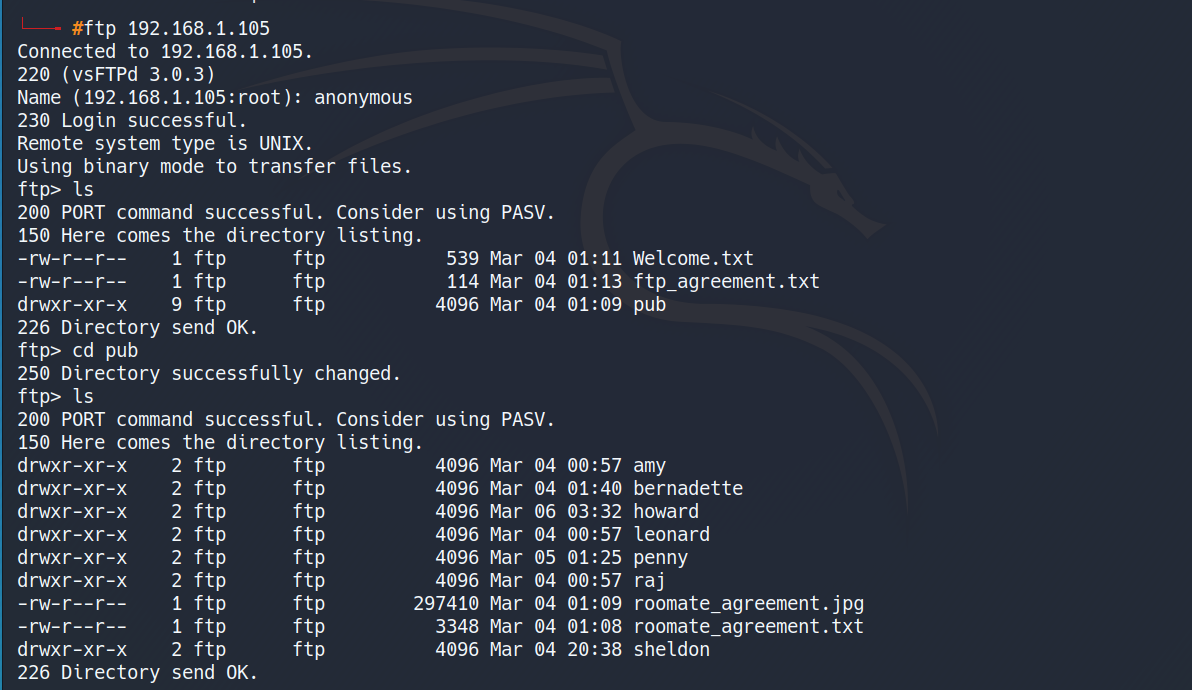 #ftp 192.168.1.105
Connected to 192.168.1.105.
220 (vsFTPd 3.0.3)
Name (192.168.1.105:root): anonymous
230 Login successful.
Remote system type is UNIX.
Using binary mode to transfer files.
ftp> ls
200 PORT command successful. Consider using PASV.
150 Here comes the directory listing.
-rw-r--r--    1 ftp      ftp           539 Mar 04 01:11 Welcome.txt
-rw-r--r--    1 ftp      ftp           114 Mar 04 01:13 ftp_agreement.txt
drwxr-xr-x    9 ftp      ftp          4096 Mar 04 01:09 pub
226 Directory send OK.
ftp> cd pub
250 Directory successfully changed.
ftp> ls
200 PORT command successful. Consider using PASV.
150 Here comes the directory listing.
drwxr-xr-x    2 ftp      ftp          4096 Mar 04 00:57 amy
drwxr-xr-x    2 ftp      ftp          4096 Mar 04 01:40 bernadette
drwxr-xr-x    2 ftp      ftp          4096 Mar 06 03:32 howard
drwxr-xr-x    2 ftp      ftp          4096 Mar 04 00:57 leonard
drwxr-xr-x    2 ftp      ftp          4096 Mar 05 01:25 penny
drwxr-xr-x    2 ftp      ftp          4096 Mar 04 00:57 raj
-rw-r--r--    1 ftp      ftp        297410 Mar 04 01:09 roomate_agreement.jpg
-rw-r--r--    1 ftp      ftp          3348 Mar 04 01:08 roomate_agreement.txt
drwxr-xr-x    2 ftp      ftp          4096 Mar 04 20:38 sheldon
226 Directory send OK.